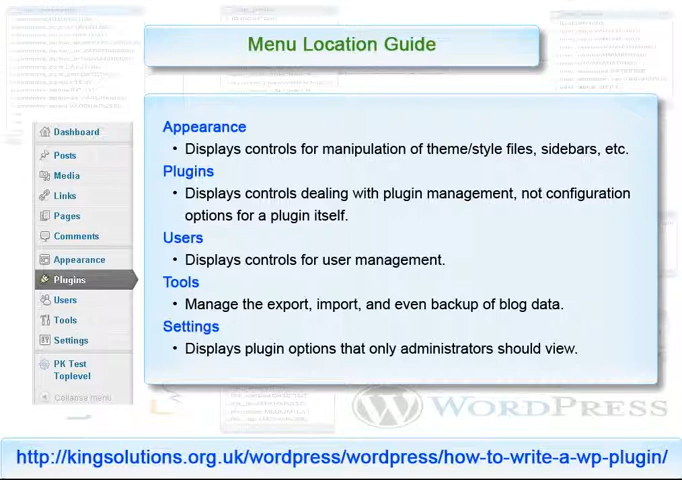 Menu Location Guide
Dashboard
Posts
Media
Links
Pages
Comments
Appearance
Plugins
Users
Tools
Settings
PK Test
Toplevel
Collapse menu
Appearance
• Displays controls for manipulation of theme/style files, sidebars, etc.
Plugins
• Displays controls dealing with plugin management, not configuration
options for a plugin itself.
Users
• Displays controls for user management.
Tools
• Manage the export, import, and even backup of blog data.
Settings
• Displays plugin options that only administrators should view.
WORDPRESS
http://kingsolutions.org.uk/wordpress/wordpress/how-to-write-a-wp-plugin/